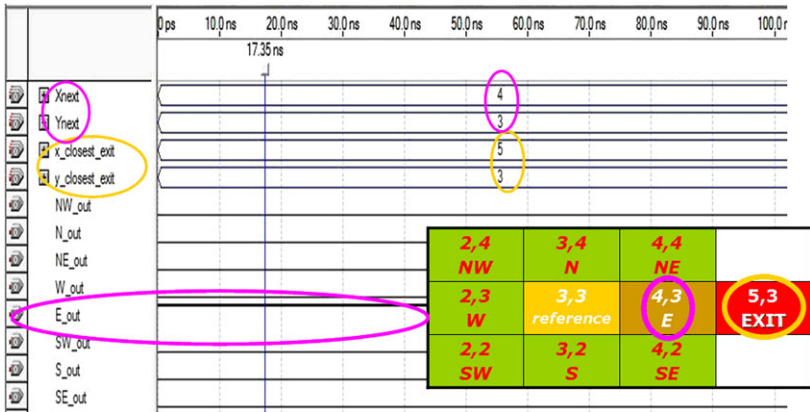 0 ps 10.0 ns 20.0 ns 30.0 ns 40.0 ns 50.0 ns 60.0 ns 70.0 ns 80.0 ns 90.0 ns 100.0 n
17.35 ns
Xnext 4
Ynext 3
x_closest_exit 5
y_closest_exit 3
NW_out
N_out
NE_out
W_out
E_out
SW_out
S_out
SE_out
2,4 3,4 4,4
NW N NE
2,3 3,3 4,3 5,3
W reference E EXIT
2,2 3,2 4,2
SW S SE